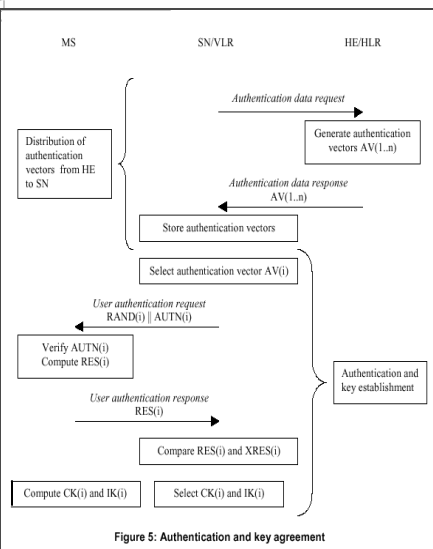 MS SN/VLR HE/HLR
Authentication data request
Generate authentication
vectors AV(1..n)
Distribution of
authentication
vectors from HE
to SN
Authentication data response
AV(1..n)
Store authentication vectors
Select authentication vector AV(i)
User authentication request
RAND(i) || AUTN(i)
Verify AUTN(i)
Compute RES(i)
Authentication and
key establishment
User authentication response
RES(i)
Compare RES(i) and XRES(i)
Compute CK(i) and IK(i)
Select CK(i) and IK(i)
Figure 5: Authentication and key agreement